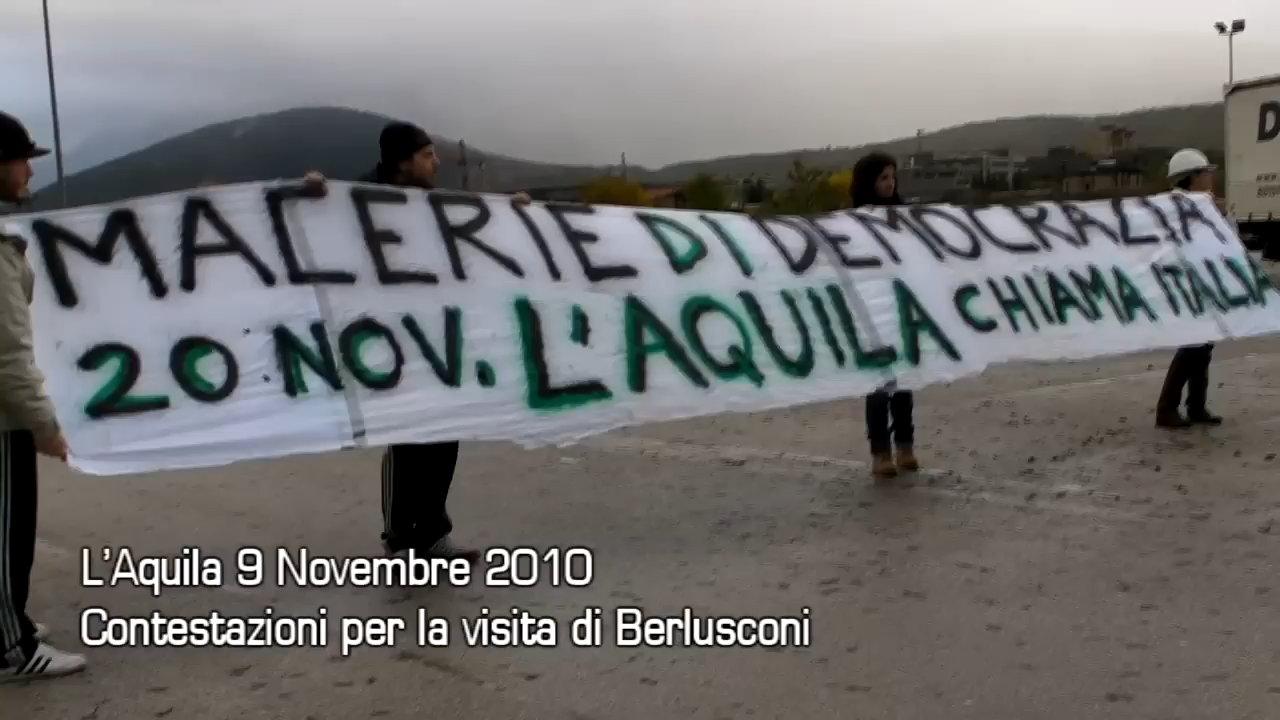 MACERIE DI DEMOCRAZIA
20 NOV. L'AQUILA CHIAMA ITALIA
L'Aquila 9 Novembre 2010
Contestazioni per la visita di Berlusconi
D